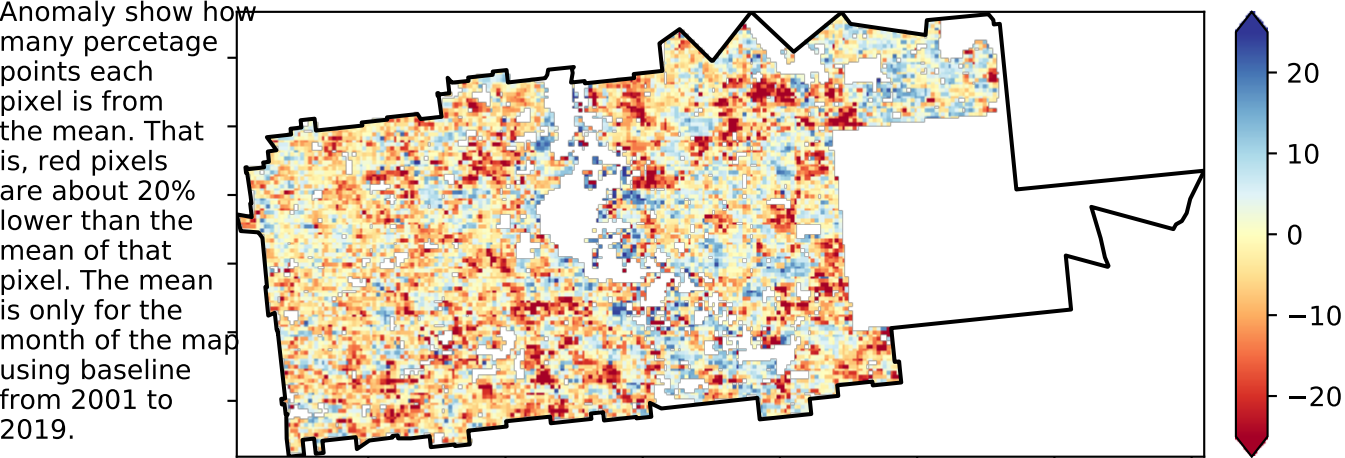 Anomaly show how
many percetage
points each
pixel is from
the mean. That
is, red pixels
are about 20%
lower than the
mean of that
pixel. The mean
is only for the
month of the map
using baseline
from 2001 to
2019.
20
10
0
−10
−20